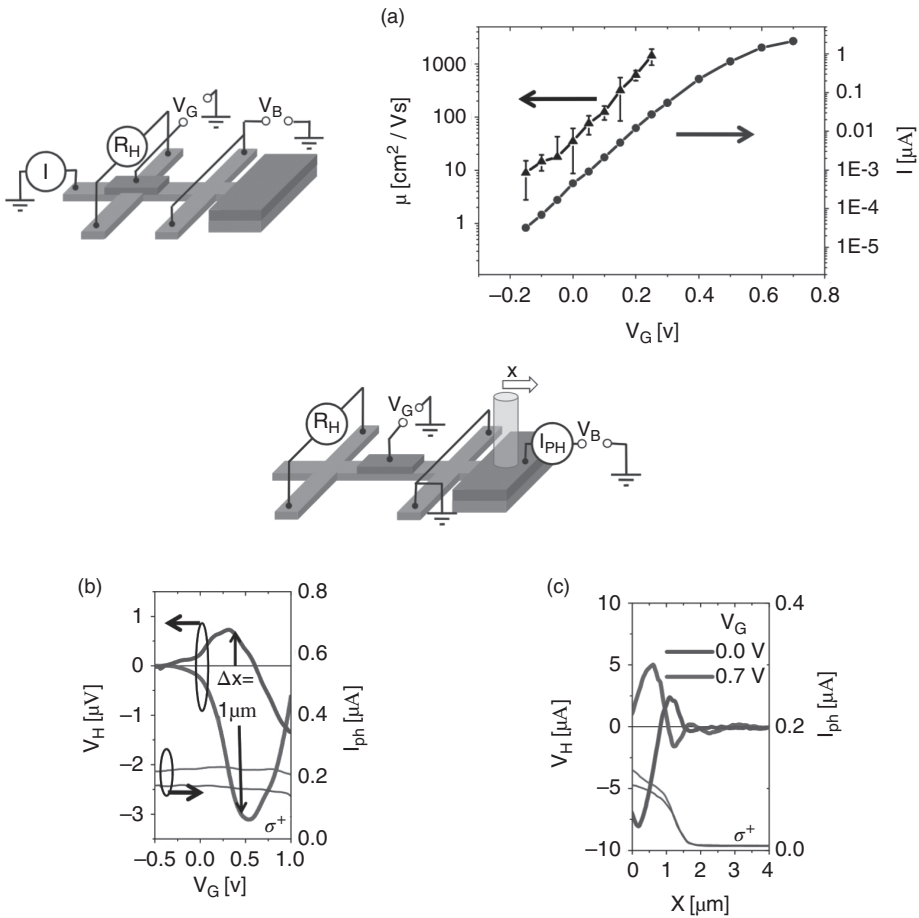 (a)
V_G
V_B
R_H
I
1000
100
10
1
μ [cm² / Vs]
1
0.1
0.01
1E-3
1E-4
1E-5
I [μA]
−0.2 0.0 0.2 0.4 0.6 0.8
V_G [v]
x
R_H
V_G
I_PH
V_B
(b)
1
0
−1
−2
−3
V_H [μV]
0.8
0.6
0.4
0.2
0.0
I_ph [μA]
Δx=
1μm
σ⁺
−0.5 0.0 0.5 1.0
V_G [v]
(c)
10
5
0
−5
−10
V_H [μA]
0.4
0.2
0.0
I_ph [μA]
V_G
0.0 V
0.7 V
σ⁺
0 1 2 3 4
X [μm]